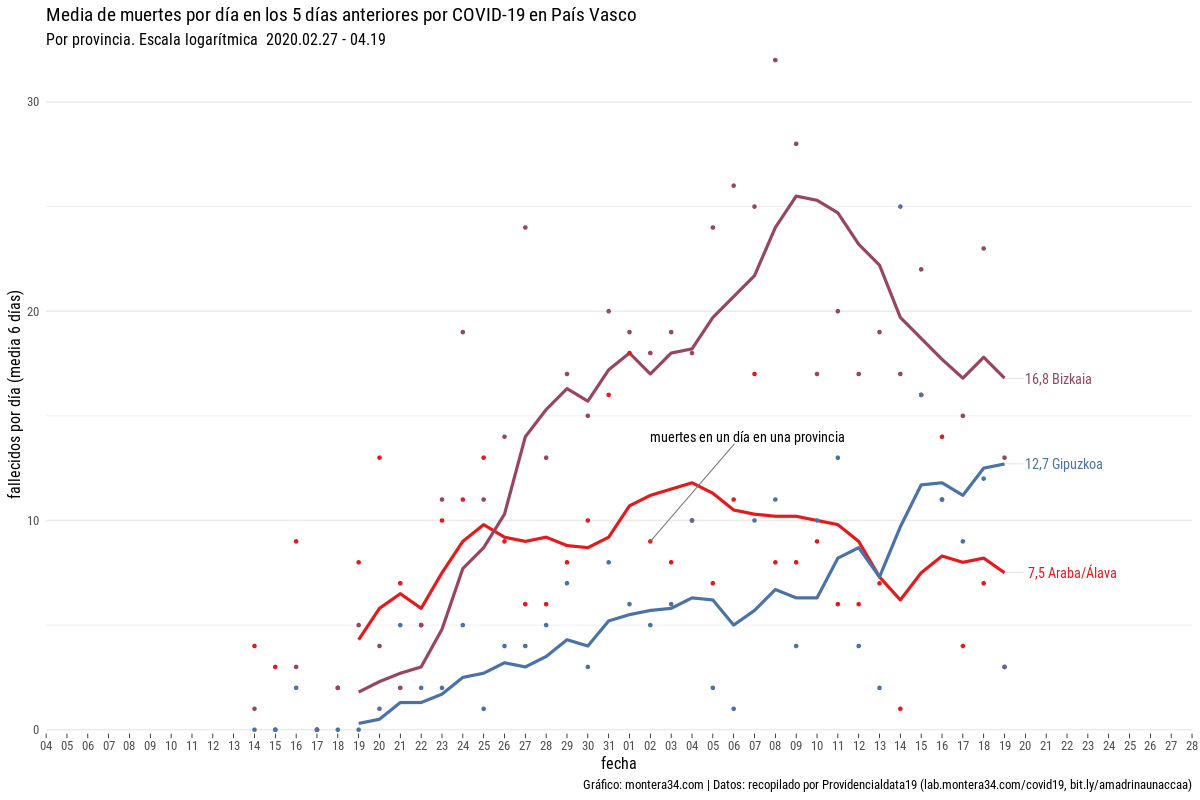 Media de muertes por día en los 5 días anteriores por COVID-19 en País Vasco
Por provincia. Escala logarítmica 2020.02.27 - 04.19
fallecidos por día (media 6 días)
30
20
10
0
muertes en un día en una provincia
16,8 Bizkaia
12,7 Gipuzkoa
7,5 Araba/Álava
04 05 06 07 08 09 10 11 12 13 14 15 16 17 18 19 20 21 22 23 24 25 26 27 28 29 30 31 01 02 03 04 05 06 07 08 09 10 11 12 13 14 15 16 17 18 19 20 21 22 23 24 25 26 27 28
fecha
Gráfico: montera34.com | Datos: recopilado por Providencialdata19 (lab.montera34.com/covid19, bit.ly/amadrinaunaccaa)